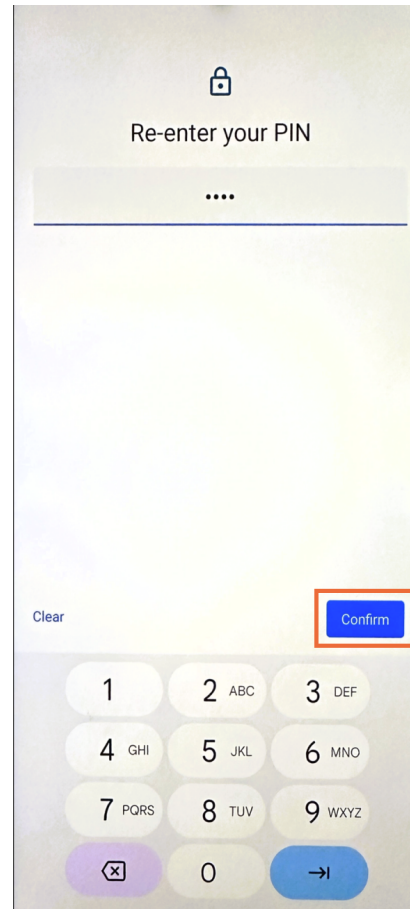 Re-enter your PIN
••••
Clear
Confirm
1 2 ABC 3 DEF
4 GHI 5 JKL 6 MNO
7 PQRS 8 TUV 9 WXYZ
0